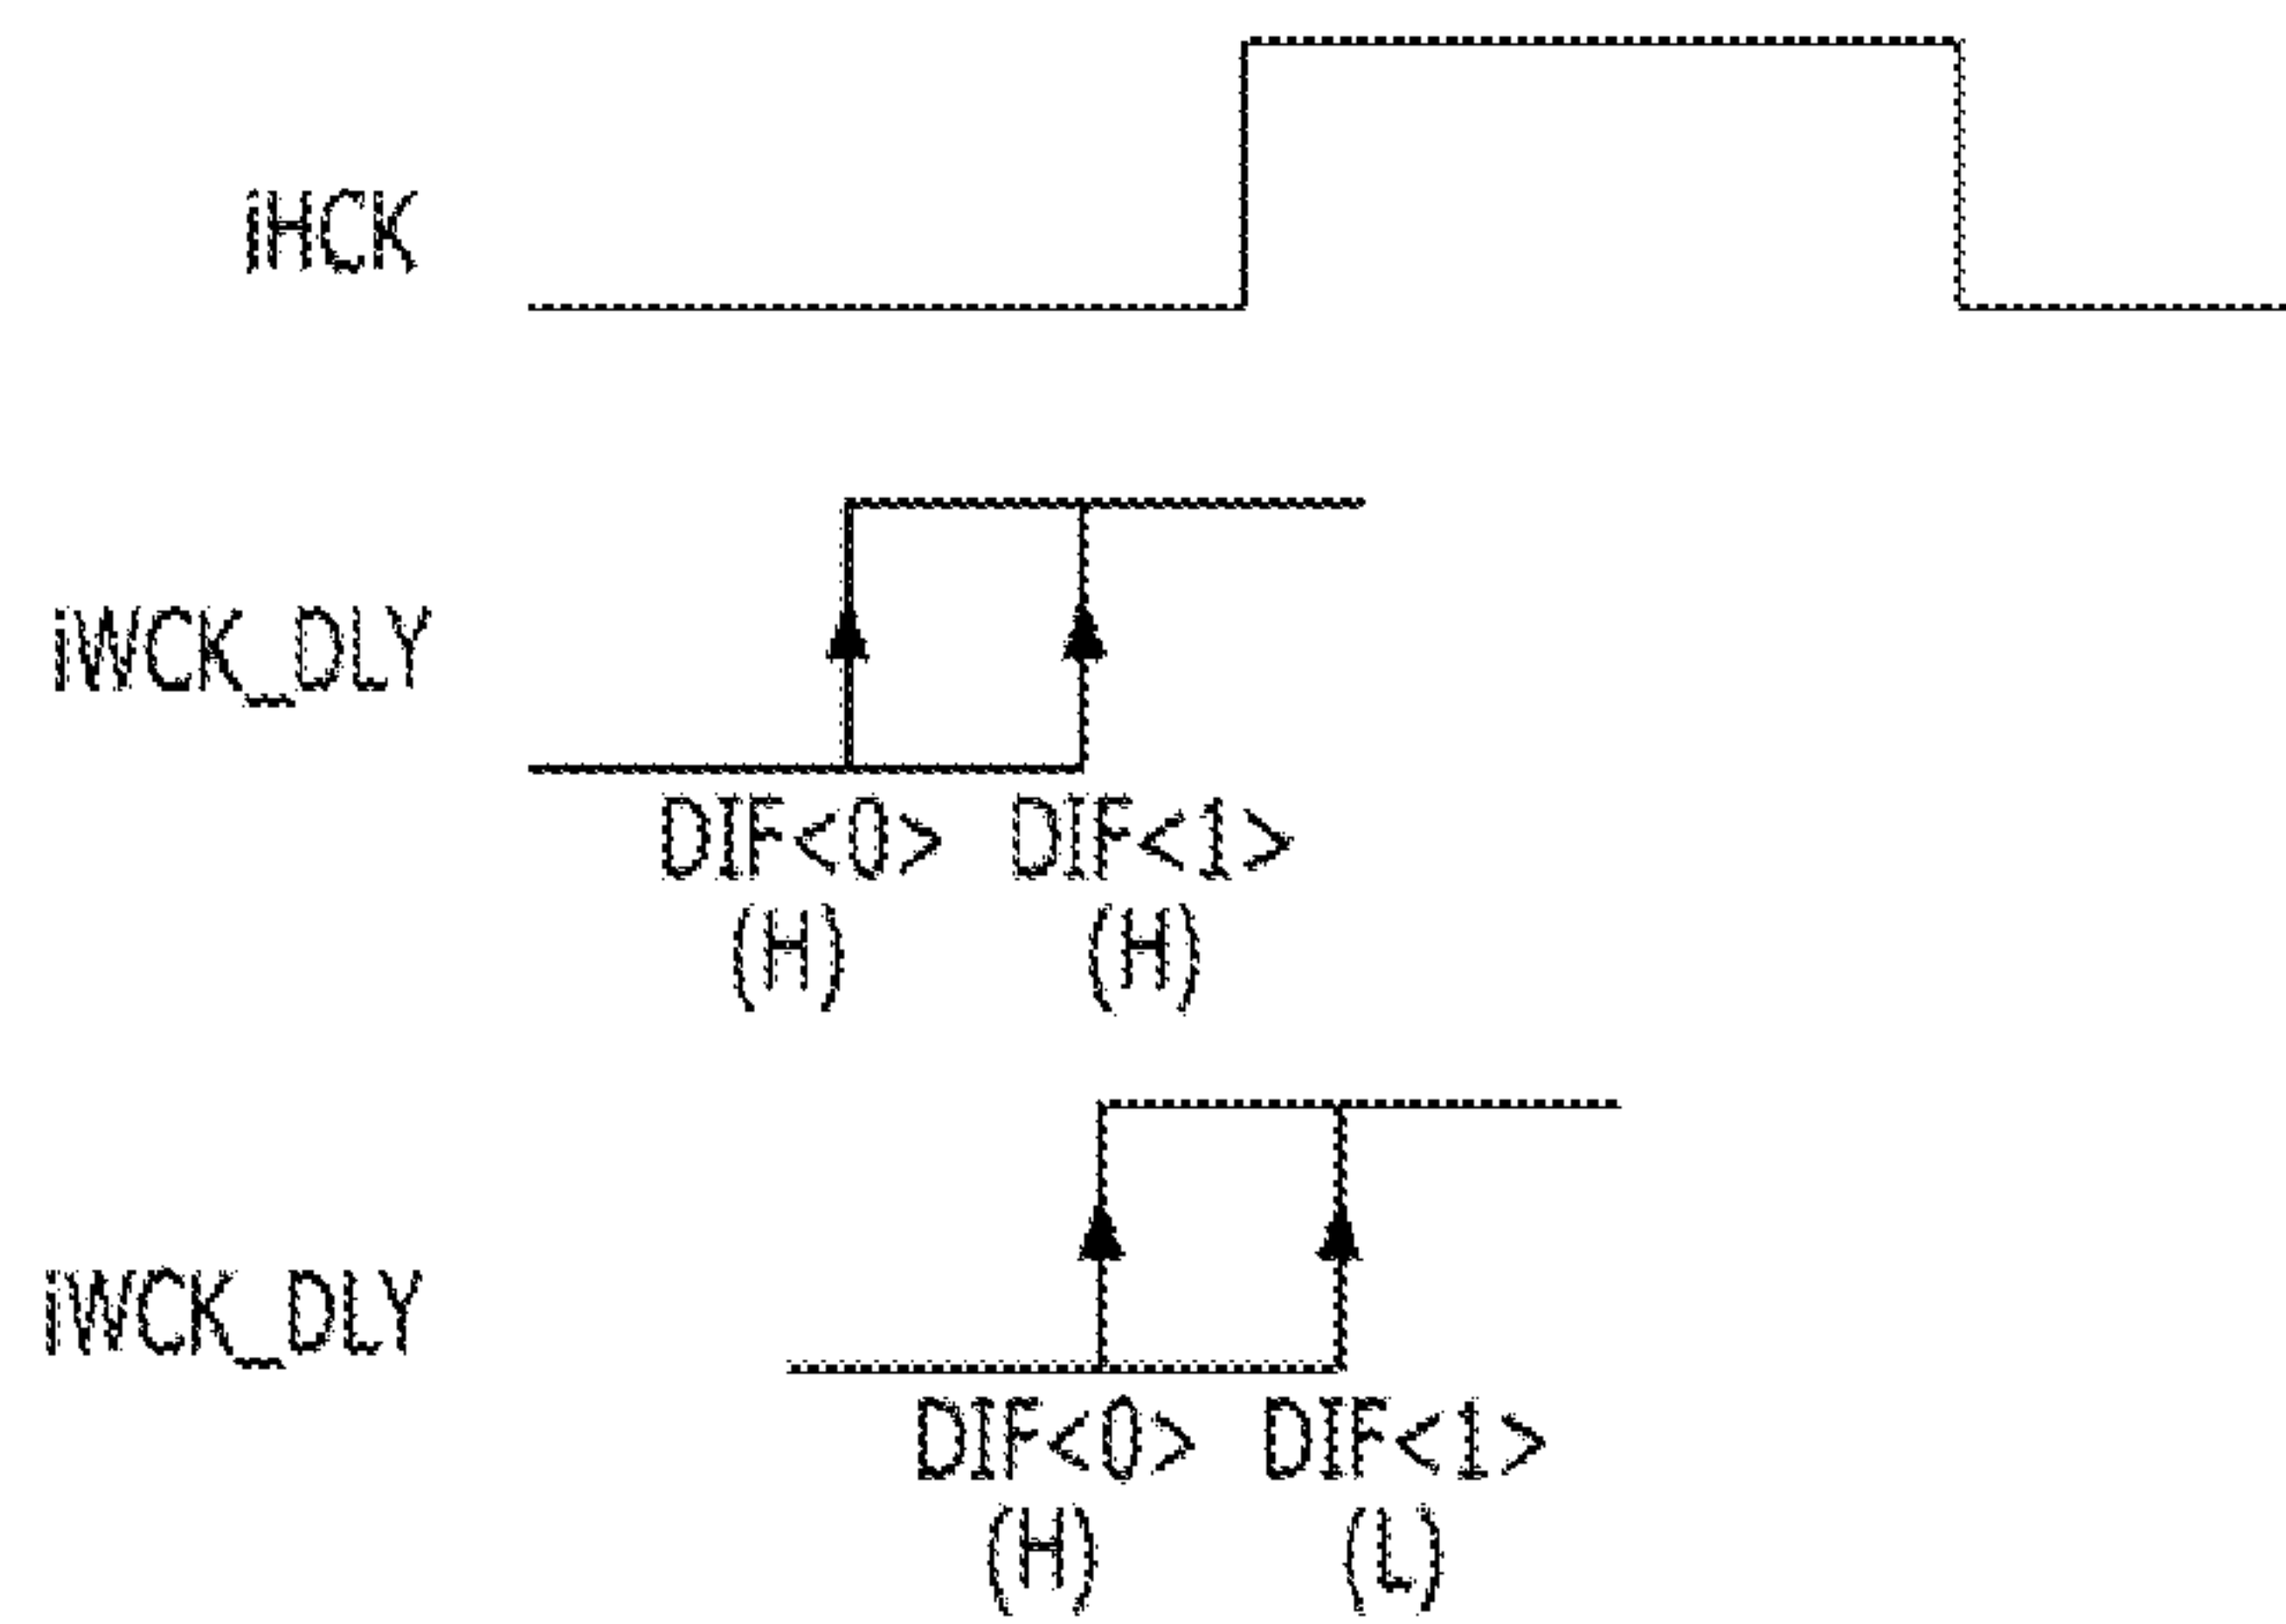 iHCK
iWCK_DLY
DIF<0> DIF<1>
(H) (H)
iWCK_DLY
DIF<0> DIF<1>
(H) (L)